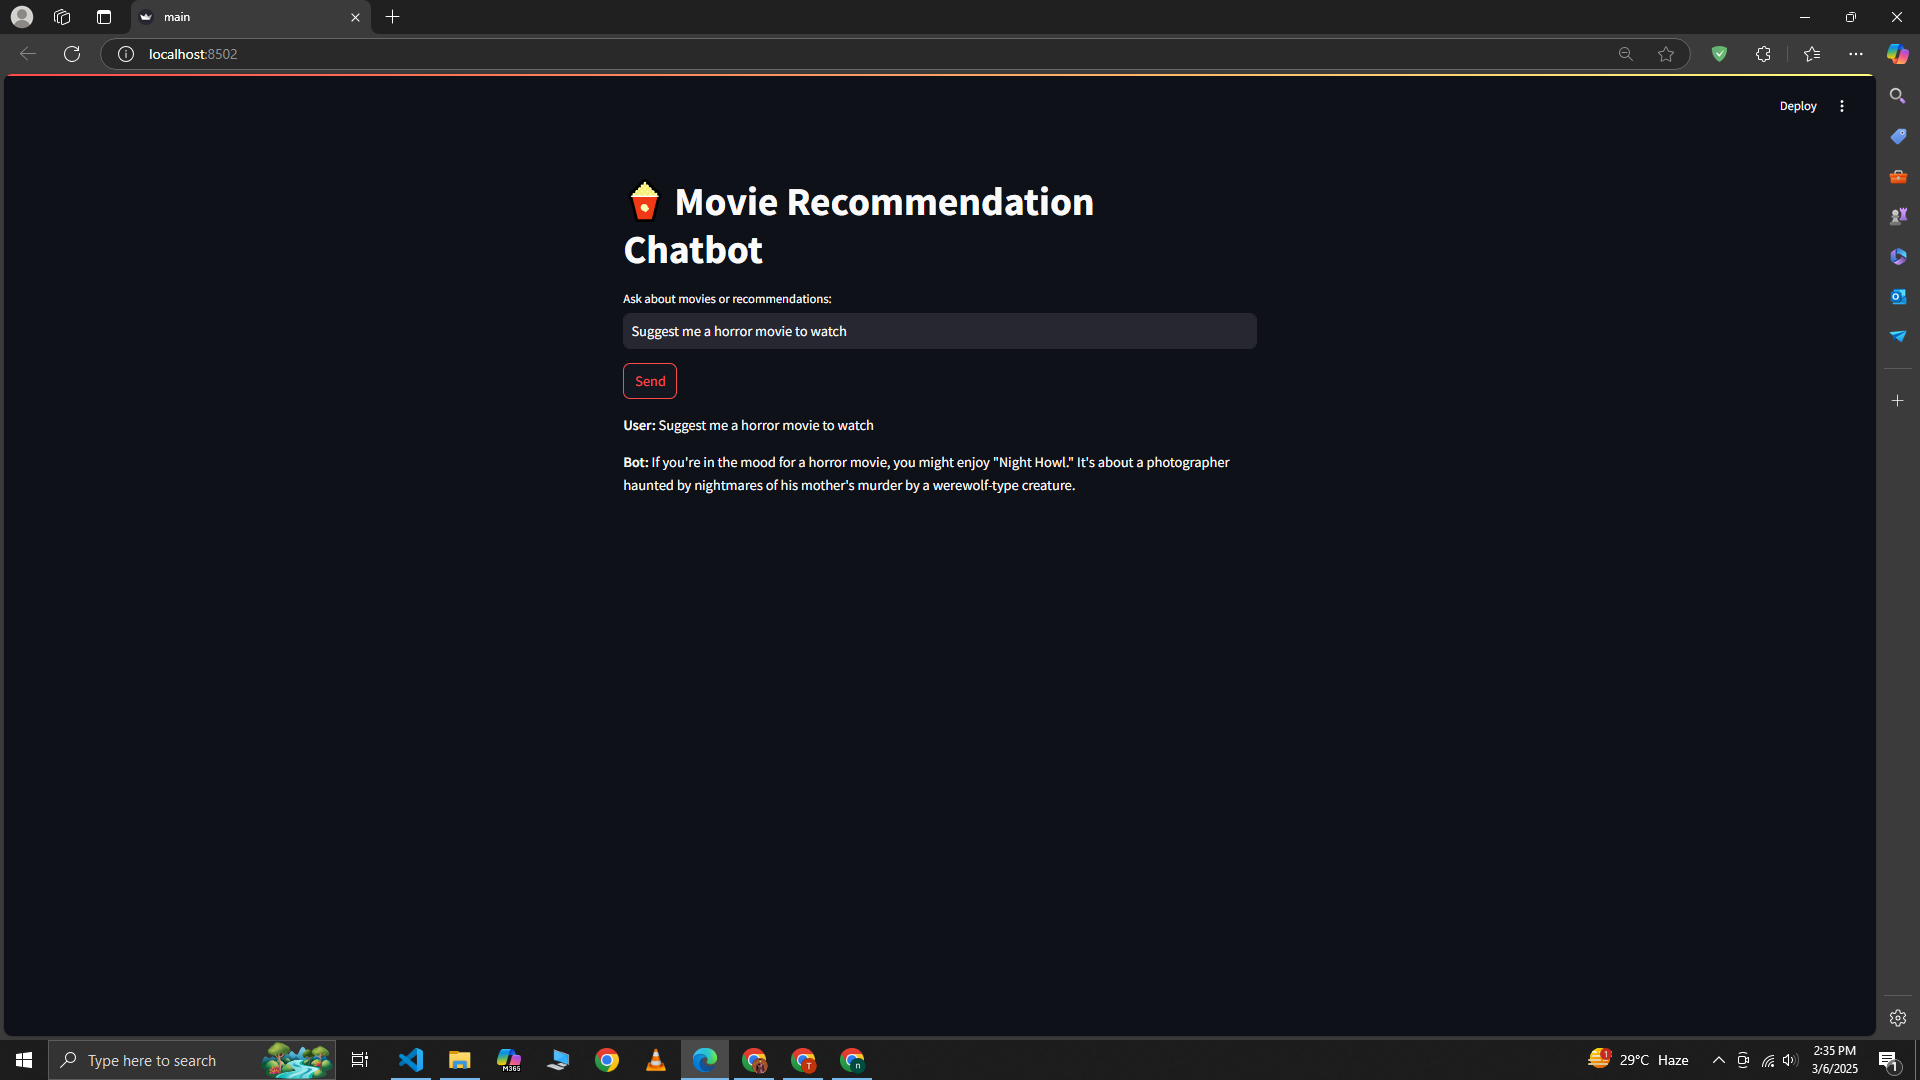 main
localhost:8502
Deploy
Movie Recommendation
Chatbot
Ask about movies or recommendations:
Suggest me a horror movie to watch
Send
User: Suggest me a horror movie to watch
Bot: If you're in the mood for a horror movie, you might enjoy "Night Howl." It's about a photographer
haunted by nightmares of his mother's murder by a werewolf-type creature.
Type here to search
M365
T
n
1
29°C Haze
2:35 PM
3/6/2025
1